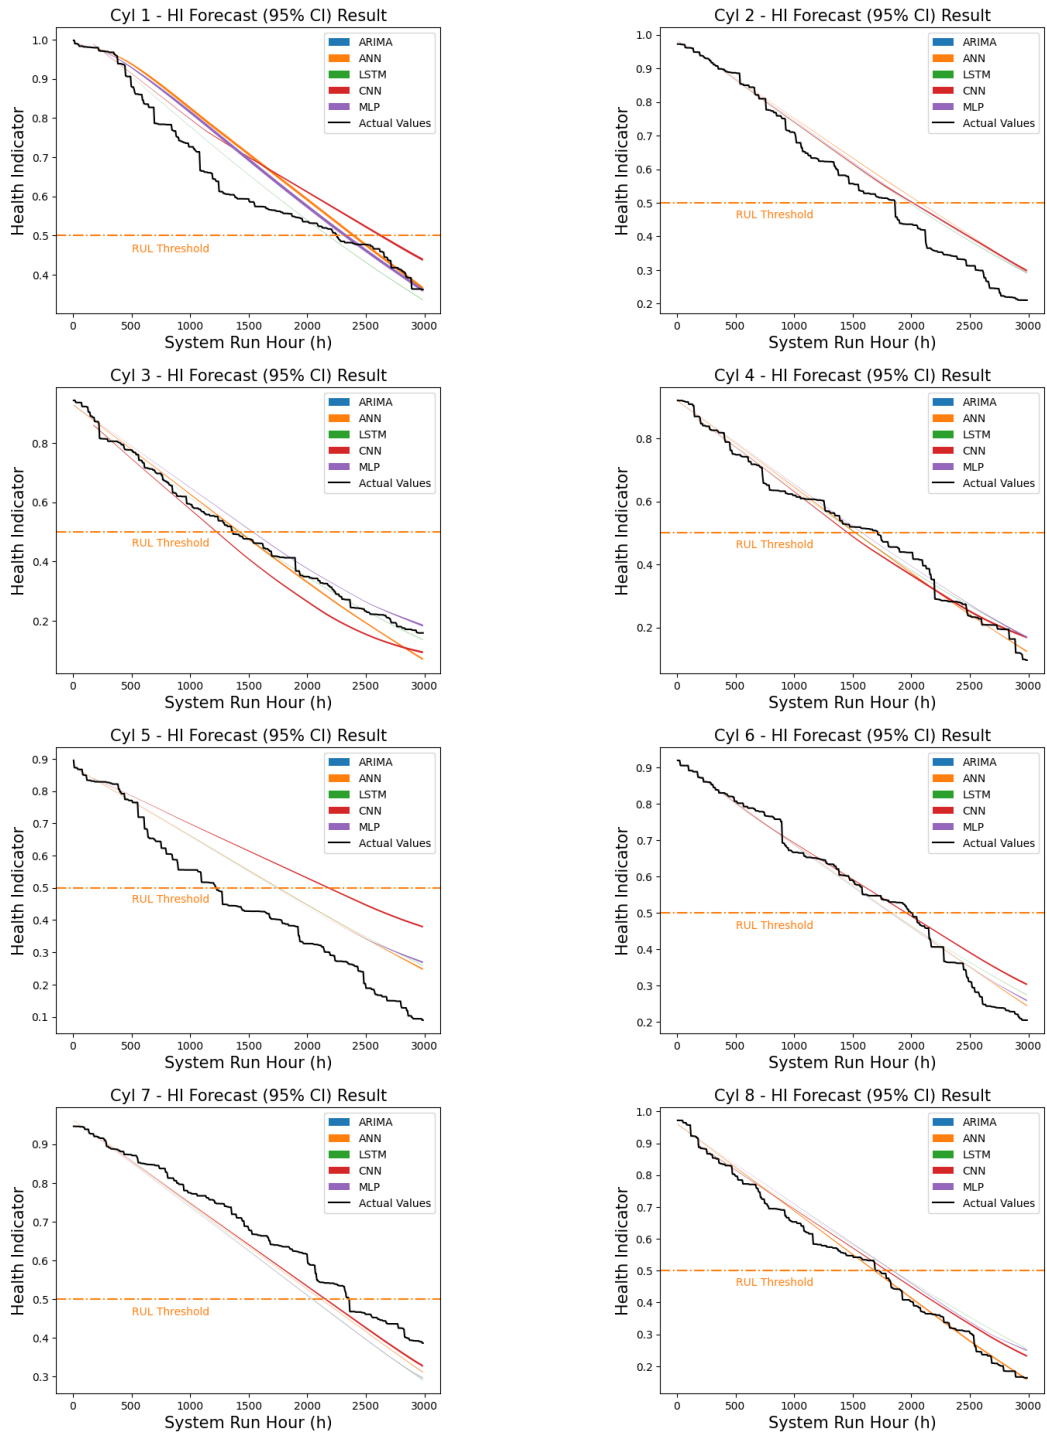 Cyl 1 - HI Forecast (95% CI) Result
1.0
0.9
0.8
0.7
0.6
0.5
0.4
Health Indicator
ARIMA
ANN
LSTM
CNN
MLP
Actual Values
RUL Threshold
0 500 1000 1500 2000 2500 3000
System Run Hour (h)
Cyl 2 - HI Forecast (95% CI) Result
1.0
0.9
0.8
0.7
0.6
0.5
0.4
0.3
0.2
Health Indicator
ARIMA
ANN
LSTM
CNN
MLP
Actual Values
RUL Threshold
0 500 1000 1500 2000 2500 3000
System Run Hour (h)
Cyl 3 - HI Forecast (95% CI) Result
0.8
0.6
0.4
0.2
Health Indicator
ARIMA
ANN
LSTM
CNN
MLP
Actual Values
RUL Threshold
0 500 1000 1500 2000 2500 3000
System Run Hour (h)
Cyl 4 - HI Forecast (95% CI) Result
0.8
0.6
0.4
0.2
Health Indicator
ARIMA
ANN
LSTM
CNN
MLP
Actual Values
RUL Threshold
0 500 1000 1500 2000 2500 3000
System Run Hour (h)
Cyl 5 - HI Forecast (95% CI) Result
0.9
0.8
0.7
0.6
0.5
0.4
0.3
0.2
0.1
Health Indicator
ARIMA
ANN
LSTM
CNN
MLP
Actual Values
RUL Threshold
0 500 1000 1500 2000 2500 3000
System Run Hour (h)
Cyl 6 - HI Forecast (95% CI) Result
0.9
0.8
0.7
0.6
0.5
0.4
0.3
0.2
Health Indicator
ARIMA
ANN
LSTM
CNN
MLP
Actual Values
RUL Threshold
0 500 1000 1500 2000 2500 3000
System Run Hour (h)
Cyl 7 - HI Forecast (95% CI) Result
0.9
0.8
0.7
0.6
0.5
0.4
0.3
Health Indicator
ARIMA
ANN
LSTM
CNN
MLP
Actual Values
RUL Threshold
0 500 1000 1500 2000 2500 3000
System Run Hour (h)
Cyl 8 - HI Forecast (95% CI) Result
1.0
0.9
0.8
0.7
0.6
0.5
0.4
0.3
0.2
Health Indicator
ARIMA
ANN
LSTM
CNN
MLP
Actual Values
RUL Threshold
0 500 1000 1500 2000 2500 3000
System Run Hour (h)